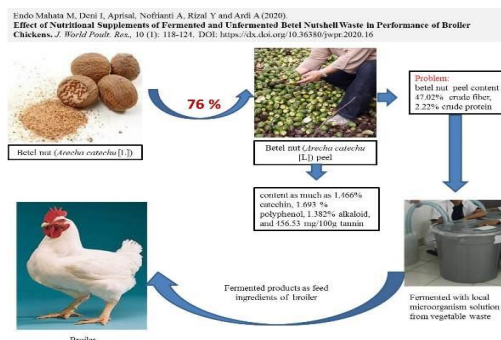 Endo Mahata M, Deni I, Aprisal, Nofrianti A, Rizal Y and Ardi A (2020).
Effect of Nutritional Supplements of Fermented and Unfermented Betel Nutshell Waste in Performance of Broiler
Chickens. J. World Poult. Res., 10 (1): 118-124. DOI: https://dx.doi.org/10.36380/jwpr.2020.16
76 %
Problem:
betel nut peel content
47.02% crude fiber,
2.22% crude protein
Betel nut (Arecha catechu [L])
Betel nut (Arecha catechu
[L]) peel
content as much as 1.466%
catechin, 1.693 %
polyphenol, 1.382% alkaloid,
and 456.53 mg/100g tannin
Fermented products as feed
ingredients of broiler
Fermented with local
microorganism solution
from vegetable waste
Broiler